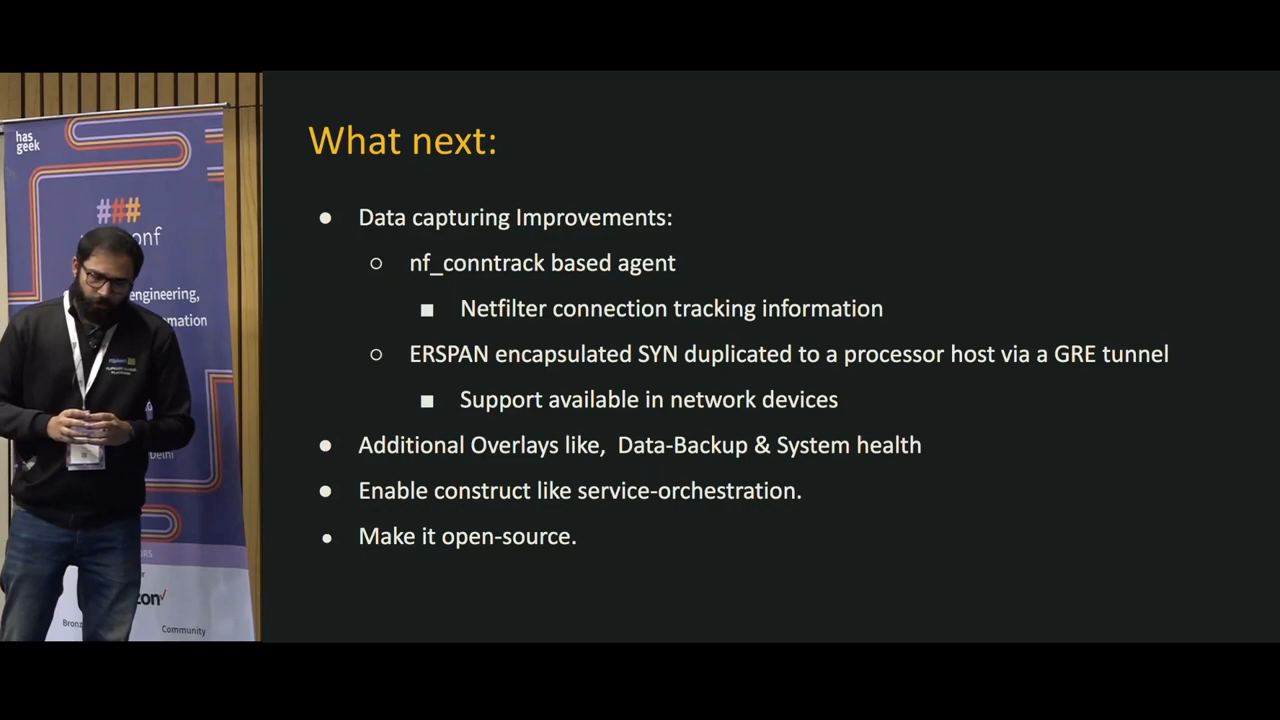 has
geek
###
onf
engineering,
mation
Delhi
What next:
● Data capturing Improvements:
○ nf_conntrack based agent
■ Netfilter connection tracking information
○ ERSPAN encapsulated SYN duplicated to a processor host via a GRE tunnel
■ Support available in network devices
● Additional Overlays like, Data-Backup & System health
● Enable construct like service-orchestration.
● Make it open-source.
Community